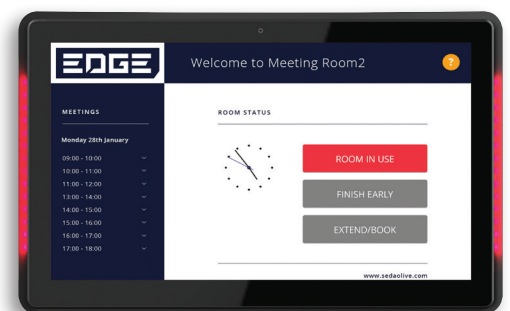 EDGE
Welcome to Meeting Room2
?
MEETINGS
Monday 28th January
09:00 - 10:00
10:00 - 11:00
11:00 - 12:00
13:00 - 14:00
14:00 - 15:00
15:00 - 16:00
16:00 - 17:00
17:00 - 18:00
ROOM STATUS
ROOM IN USE
FINISH EARLY
EXTEND/BOOK
www.sedaolive.com